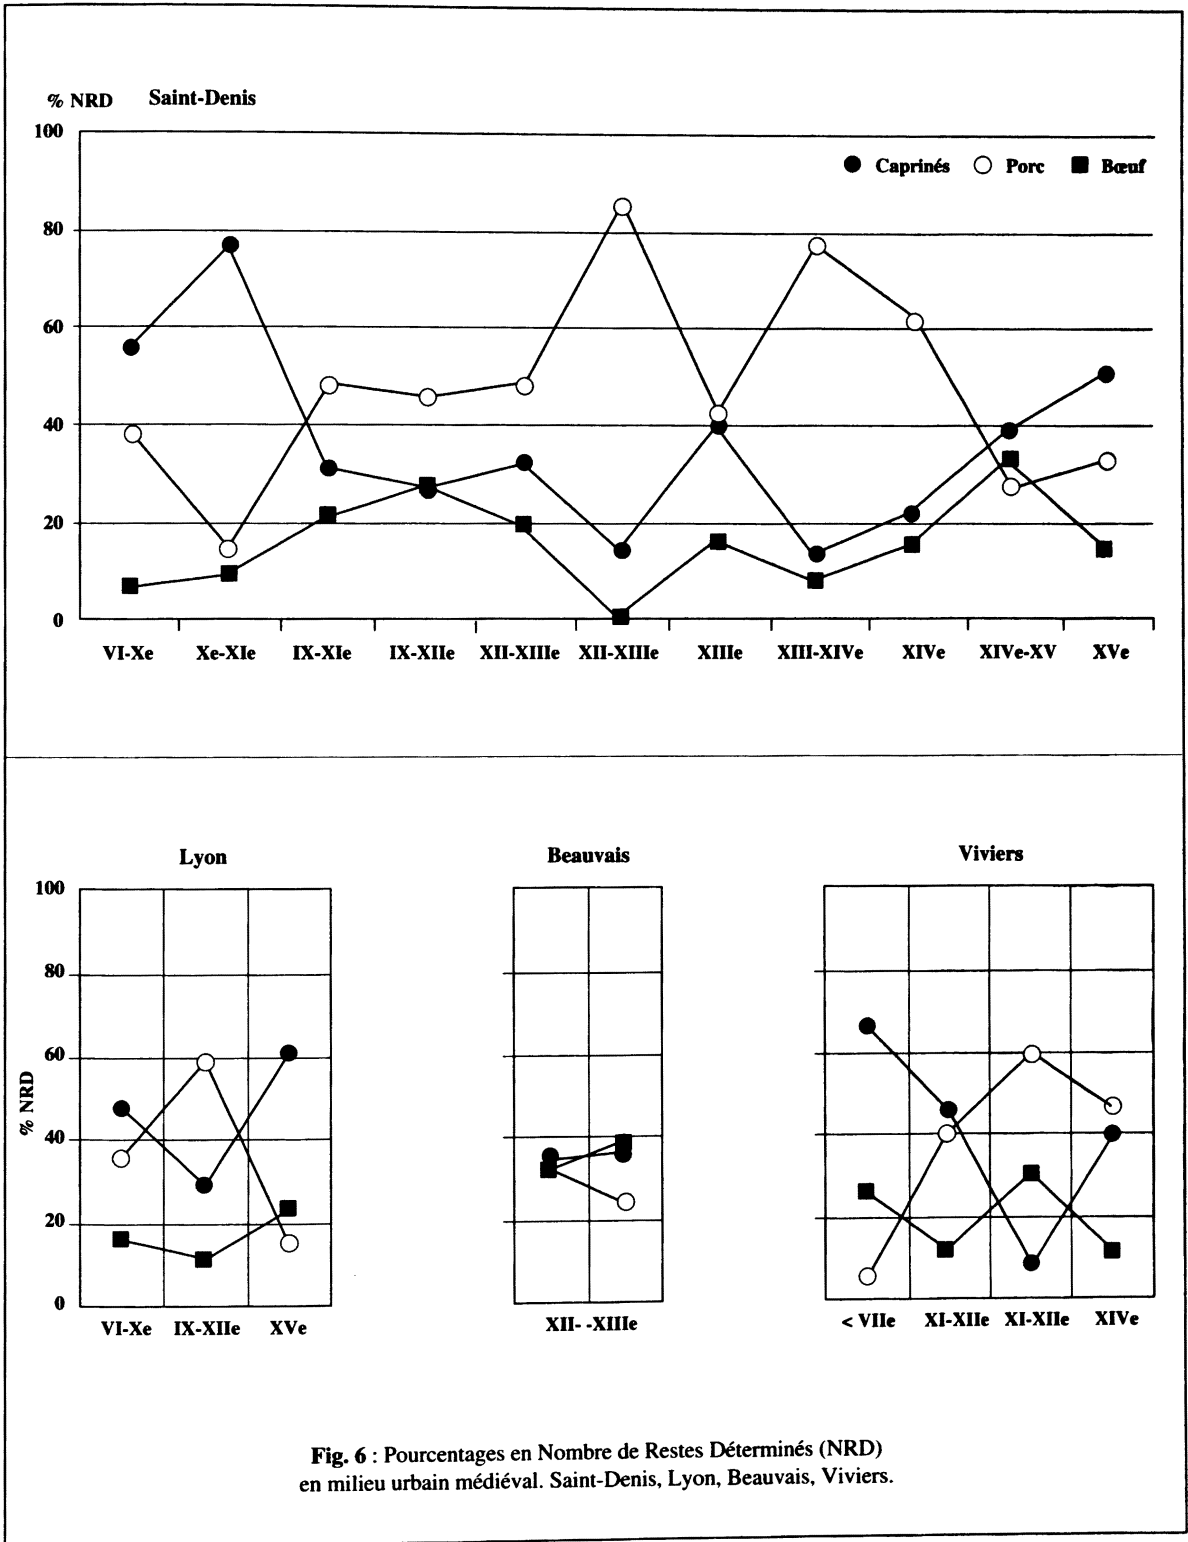 % NRD Saint-Denis
100
Caprinés Porc Bœuf
80
60
40
20
0
VI-Xe Xe-XIe IX-XIe IX-XIIe XII-XIIIe XII-XIIIe XIIIe XIII-XIVe XIVe XIVe-XV XVe
Lyon Beauvais Viviers
100
80
60
% NRD
40
20
0
VI-Xe IX-XIIe XVe XII- -XIIIe < VIIe XI-XIIe XI-XIIe XIVe
Fig. 6 : Pourcentages en Nombre de Restes Déterminés (NRD)
en milieu urbain médiéval. Saint-Denis, Lyon, Beauvais, Viviers.